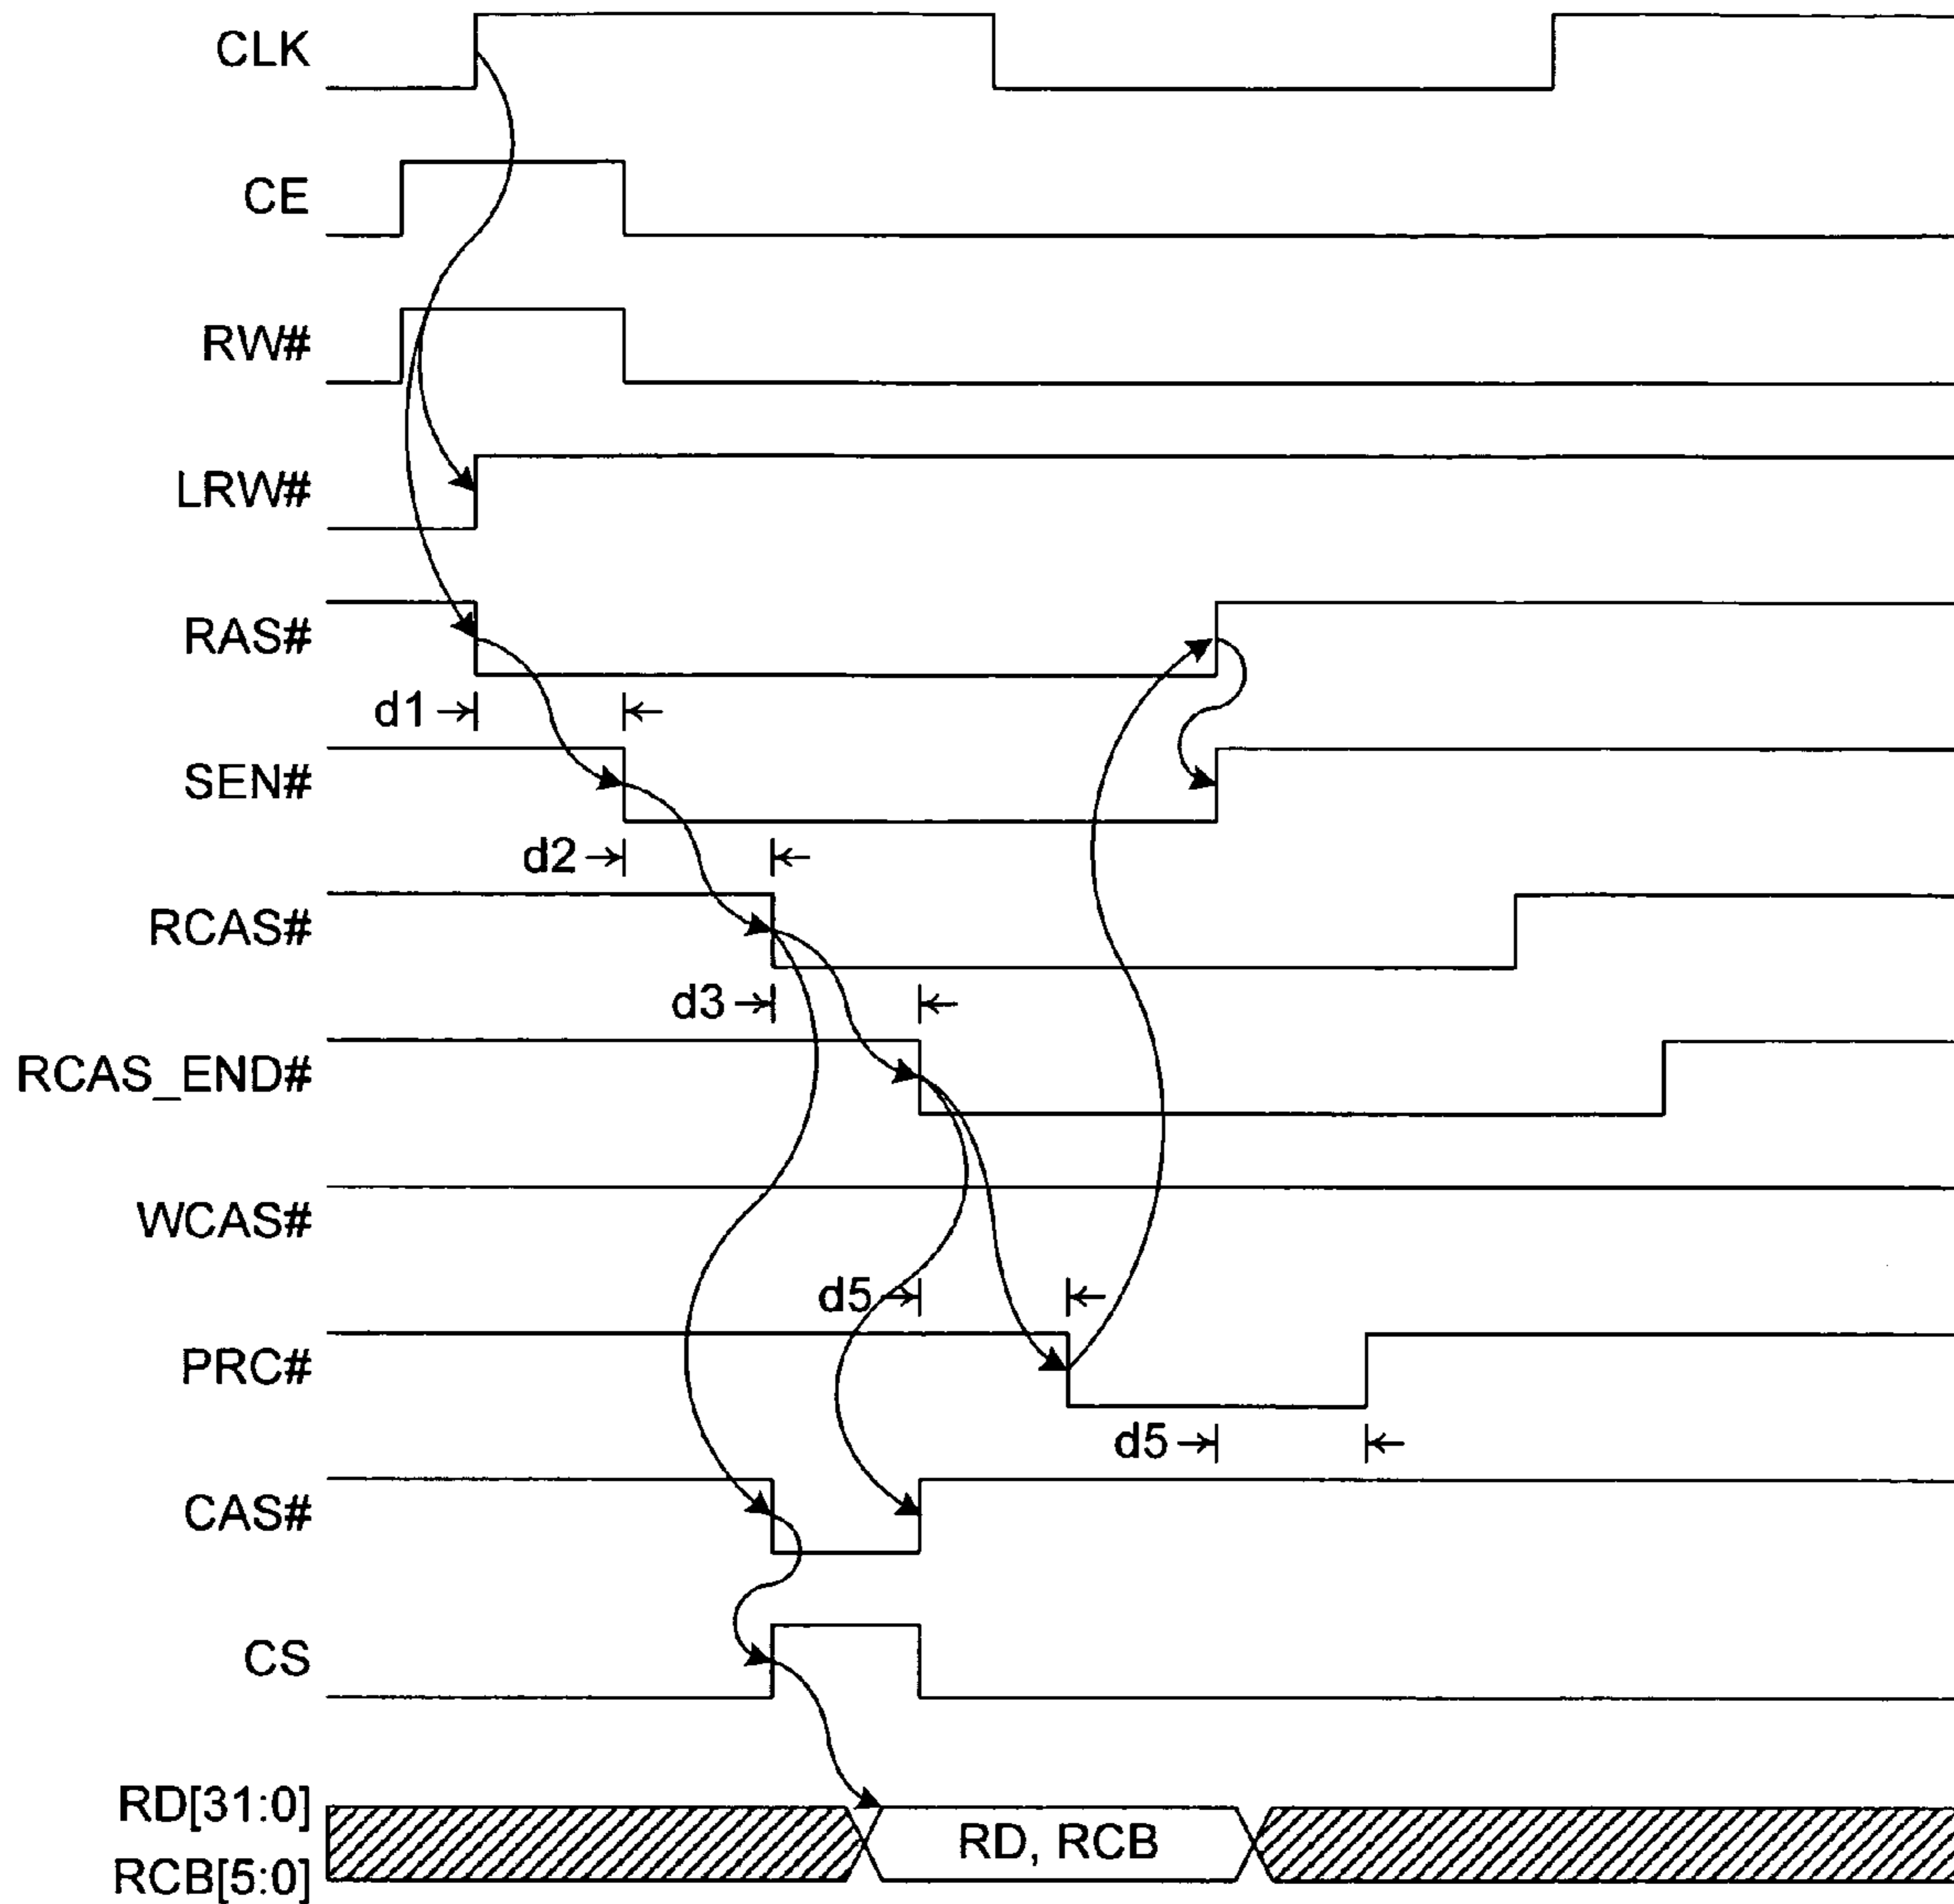 CLK
CE
RW#
LRW#
RAS#
d1
SEN#
d2
RCAS#
d3
RCAS_END#
WCAS#
d5
PRC#
d5
CAS#
CS
RD[31:0]
RD, RCB
RCB[5:0]